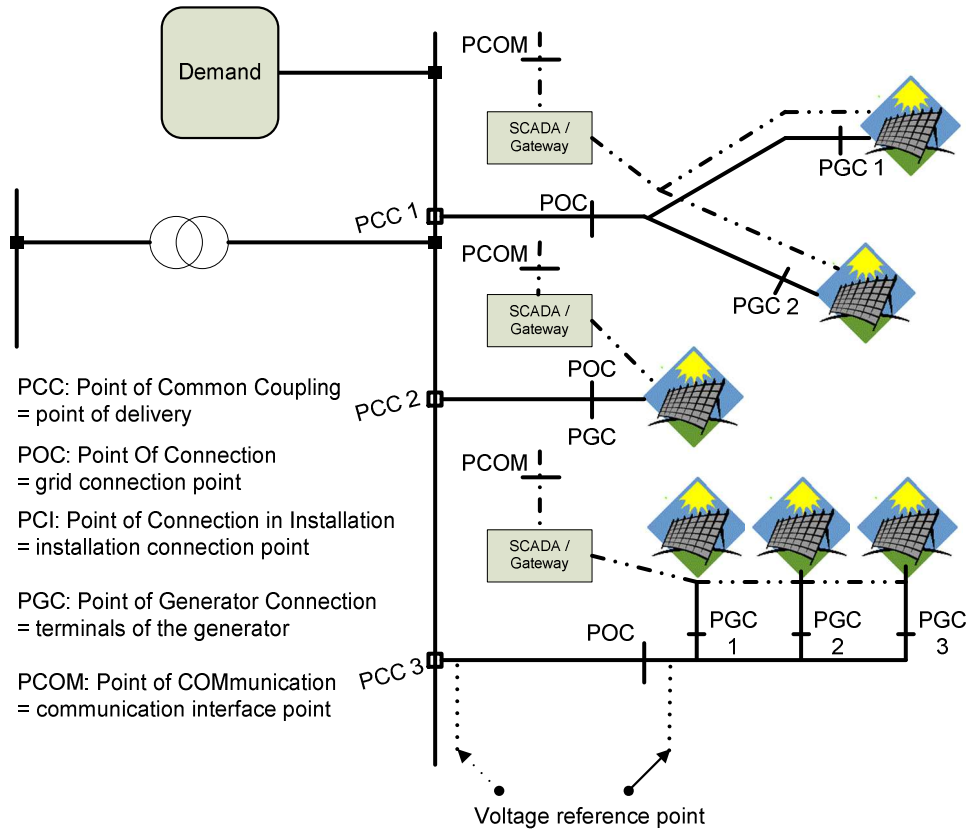 Demand
PCOM
SCADA /
Gateway
PGC 1
PCC 1
POC
PCOM
PGC 2
SCADA /
Gateway
POC
PCC 2
PGC
PCC: Point of Common Coupling
= point of delivery
POC: Point Of Connection
= grid connection point
PCI: Point of Connection in Installation
= installation connection point
PGC: Point of Generator Connection
= terminals of the generator
PCOM: Point of COMmunication
= communication interface point
PCOM
SCADA /
Gateway
POC
PGC
1
PGC
2
PGC
3
PCC 3
Voltage reference point